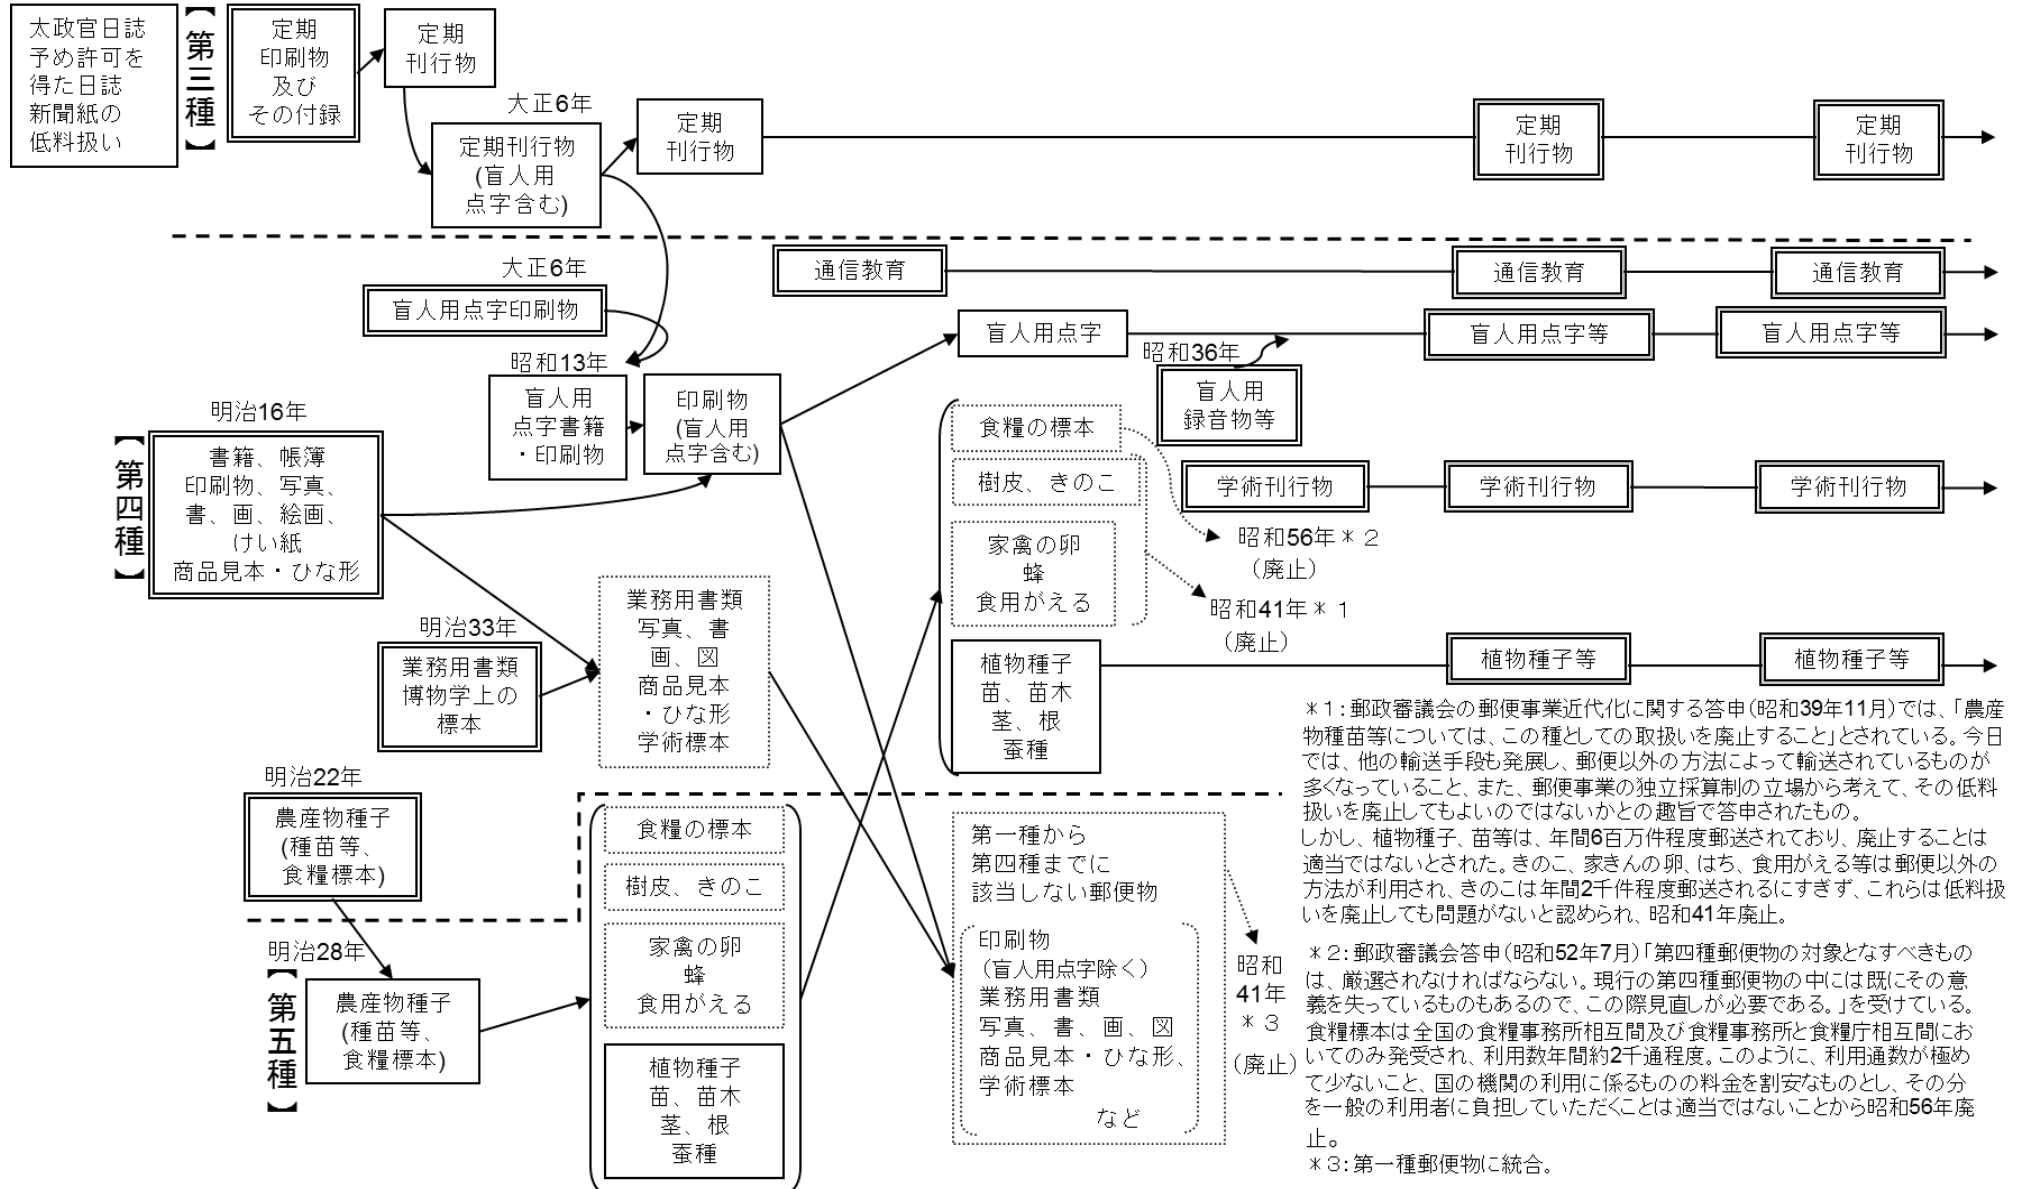 太政官日誌
予め許可を
得た日誌
新聞紙の
低料扱い
【第三種】
定期
印刷物
及び
その付録
定期
刊行物
大正6年
定期刊行物
(盲人用
点字含む)
定期
刊行物
定期
刊行物
定期
刊行物
大正6年
盲人用点字印刷物
通信教育
通信教育
通信教育
盲人用点字
盲人用点字等
盲人用点字等
昭和36年
盲人用
録音物等
昭和13年
盲人用
点字書籍
・印刷物
印刷物
(盲人用
点字含む)
明治16年
【第四種】
書籍、帳簿
印刷物、写真、
書、画、絵画、
けい紙
商品見本・ひな形
食糧の標本
樹皮、きのこ
家禽の卵
蜂
食用がえる
植物種子
苗、苗木
茎、根
蚕種
学術刊行物
学術刊行物
学術刊行物
昭和56年*2
(廃止)
昭和41年*1
(廃止)
植物種子等
植物種子等
明治33年
業務用書類
博物学上の
標本
業務用書類
写真、書
画、図
商品見本
・ひな形
学術標本
明治22年
農産物種子
(種苗等、
食糧標本)
明治28年
【第五種】
農産物種子
(種苗等、
食糧標本)
食糧の標本
樹皮、きのこ
家禽の卵
蜂
食用がえる
植物種子
苗、苗木
茎、根
蚕種
第一種から
第四種までに
該当しない郵便物
印刷物
(盲人用点字除く)
業務用書類
写真、書、画、図
商品見本・ひな形、
学術標本
など
昭和
41年
*3
(廃止)
*1:郵政審議会の郵便事業近代化に関する答申(昭和39年11月)では、「農産
物種苗等については、この種としての取扱いを廃止すること」とされている。今日
では、他の輸送手段も発展し、郵便以外の方法によって輸送されているものが
多くなっていること、また、郵便事業の独立採算制の立場から考えて、その低料
扱いを廃止してもよいのではないかとの趣旨で答申されたもの。
しかし、植物種子、苗等は、年間6百万件程度郵送されており、廃止することは
適当ではないとされた。きのこ、家きんの卵、はち、食用がえる等は郵便以外の
方法が利用され、きのこは年間2千件程度郵送されるにすぎず、これらは低料扱
いを廃止しても問題がないと認められ、昭和41年廃止。
*2:郵政審議会答申(昭和52年7月)「第四種郵便物の対象となすべきもの
は、厳選されなければならない。現行の第四種郵便物の中には既にその意
義を失っているものもあるので、この際見直しが必要である。」を受けている。
食糧標本は全国の食糧事務所相互間及び食糧事務所と食糧庁相互間にお
いてのみ発受され、利用数年間約2千通程度。このように、利用通数が極め
て少ないこと、国の機関の利用に係るものの料金を割安なものとし、その分
を一般の利用者に負担していただくことは適当ではないことから昭和56年廃
止。
*3:第一種郵便物に統合。